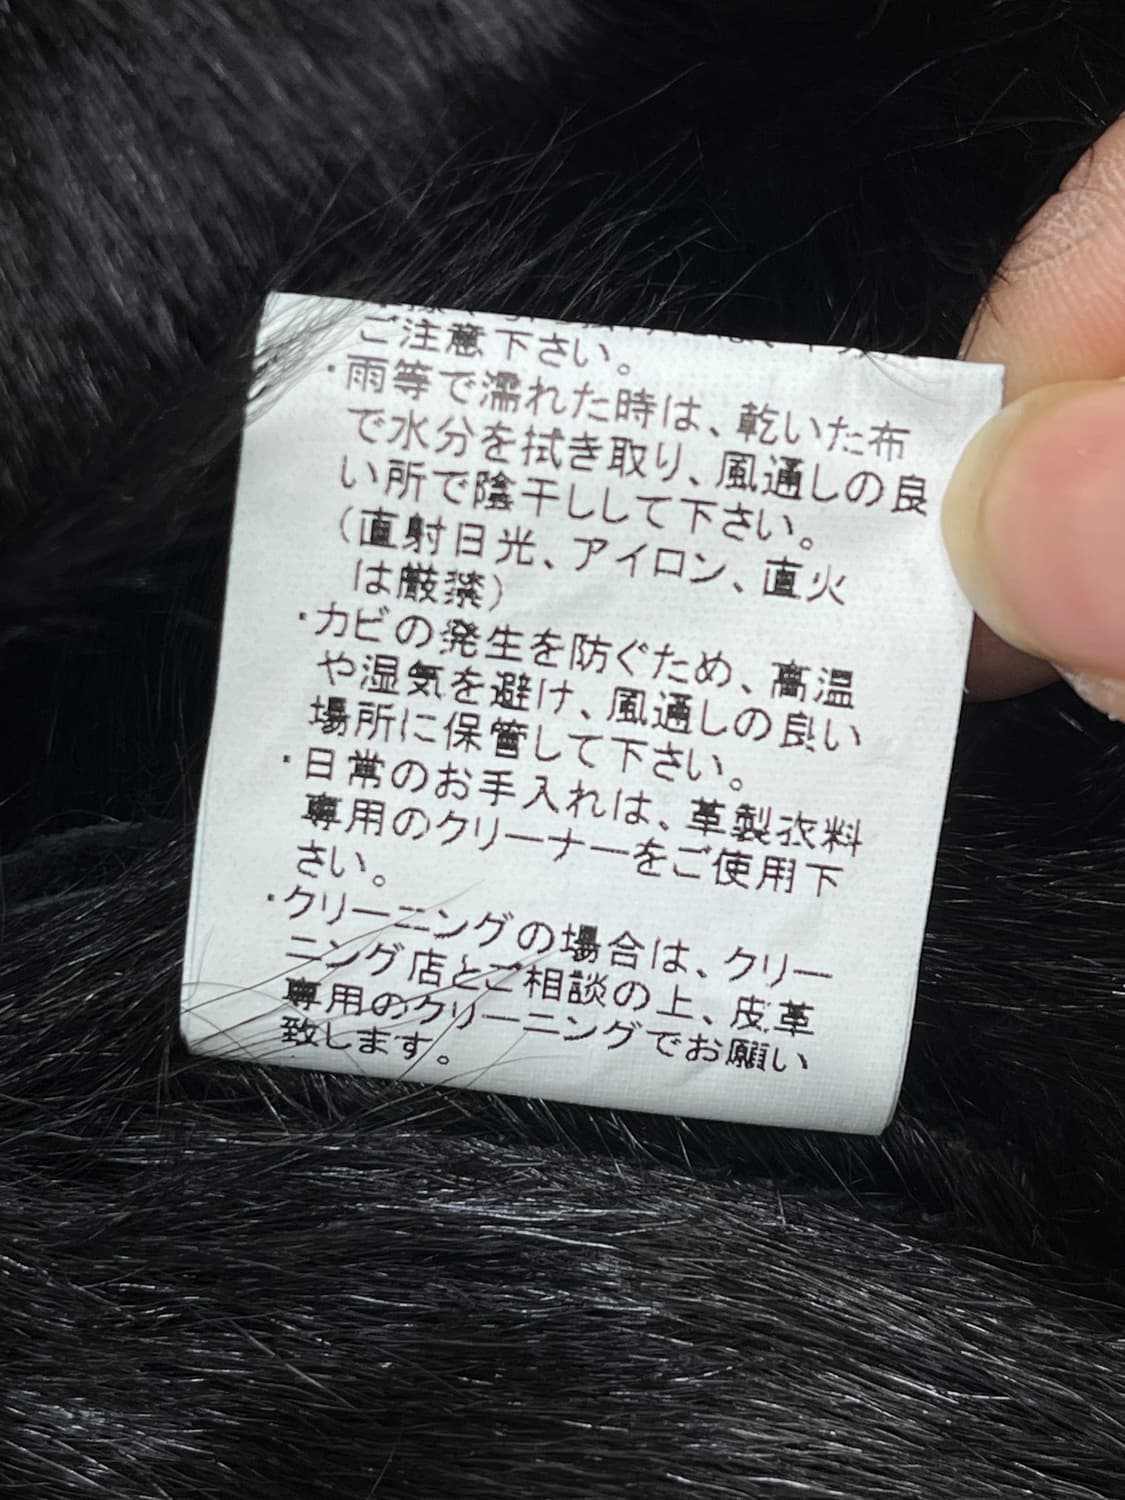 ご注意下さい。
・雨等で濡れた時は、乾いた布
で水分を拭き取り、風通しの良
い所で陰干しして下さい。
(直射日光、アイロン、直火
は厳禁)
・カビの発生を防ぐため、高温
や湿気を避け、風通しの良い
場所に保管して下さい。
・日常のお手入れは、革製衣料
専用のクリーナーをご使用下
さい。
・クリーニングの場合は、クリー
ニング店とご相談の上、皮革
専用のクリーニングでお願い
致します。